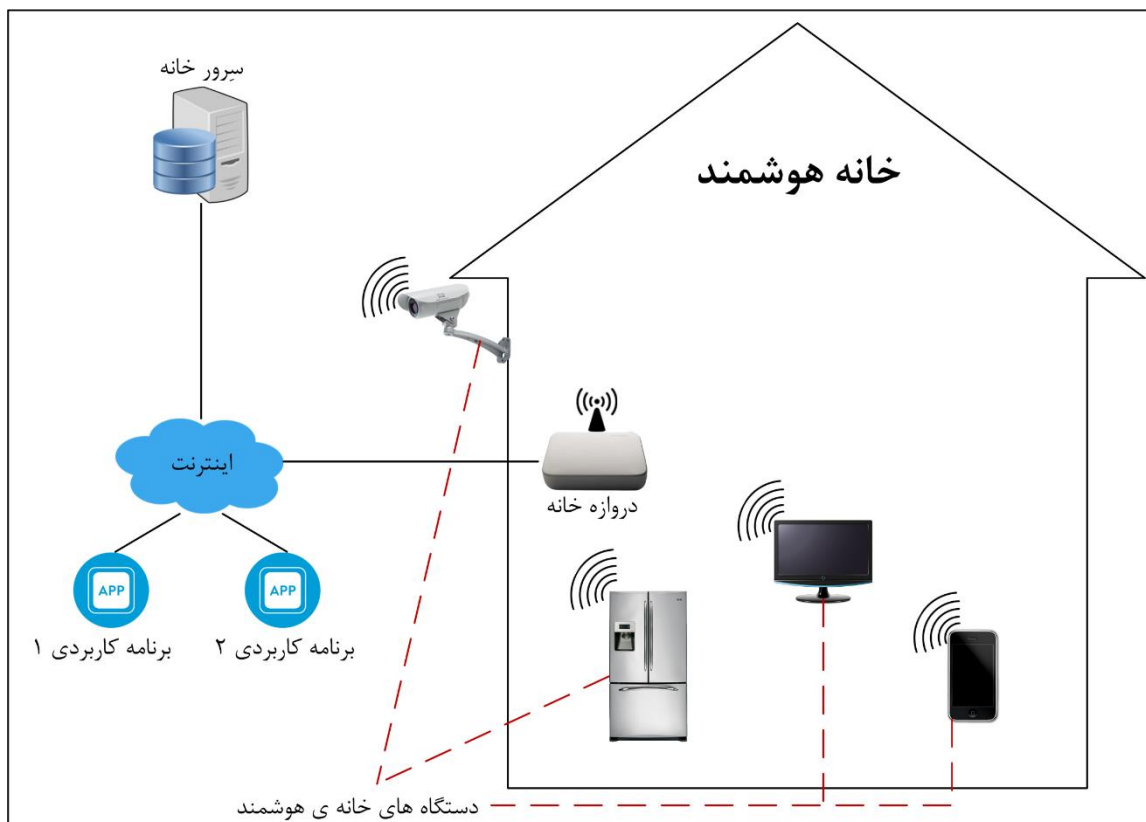 سِرور خانه
خانه هوشمند
اینترنت
دروازه خانه
APP
APP
برنامه کاربردی ۲
برنامه کاربردی ۱
دستگاه های خانه ی هوشمند